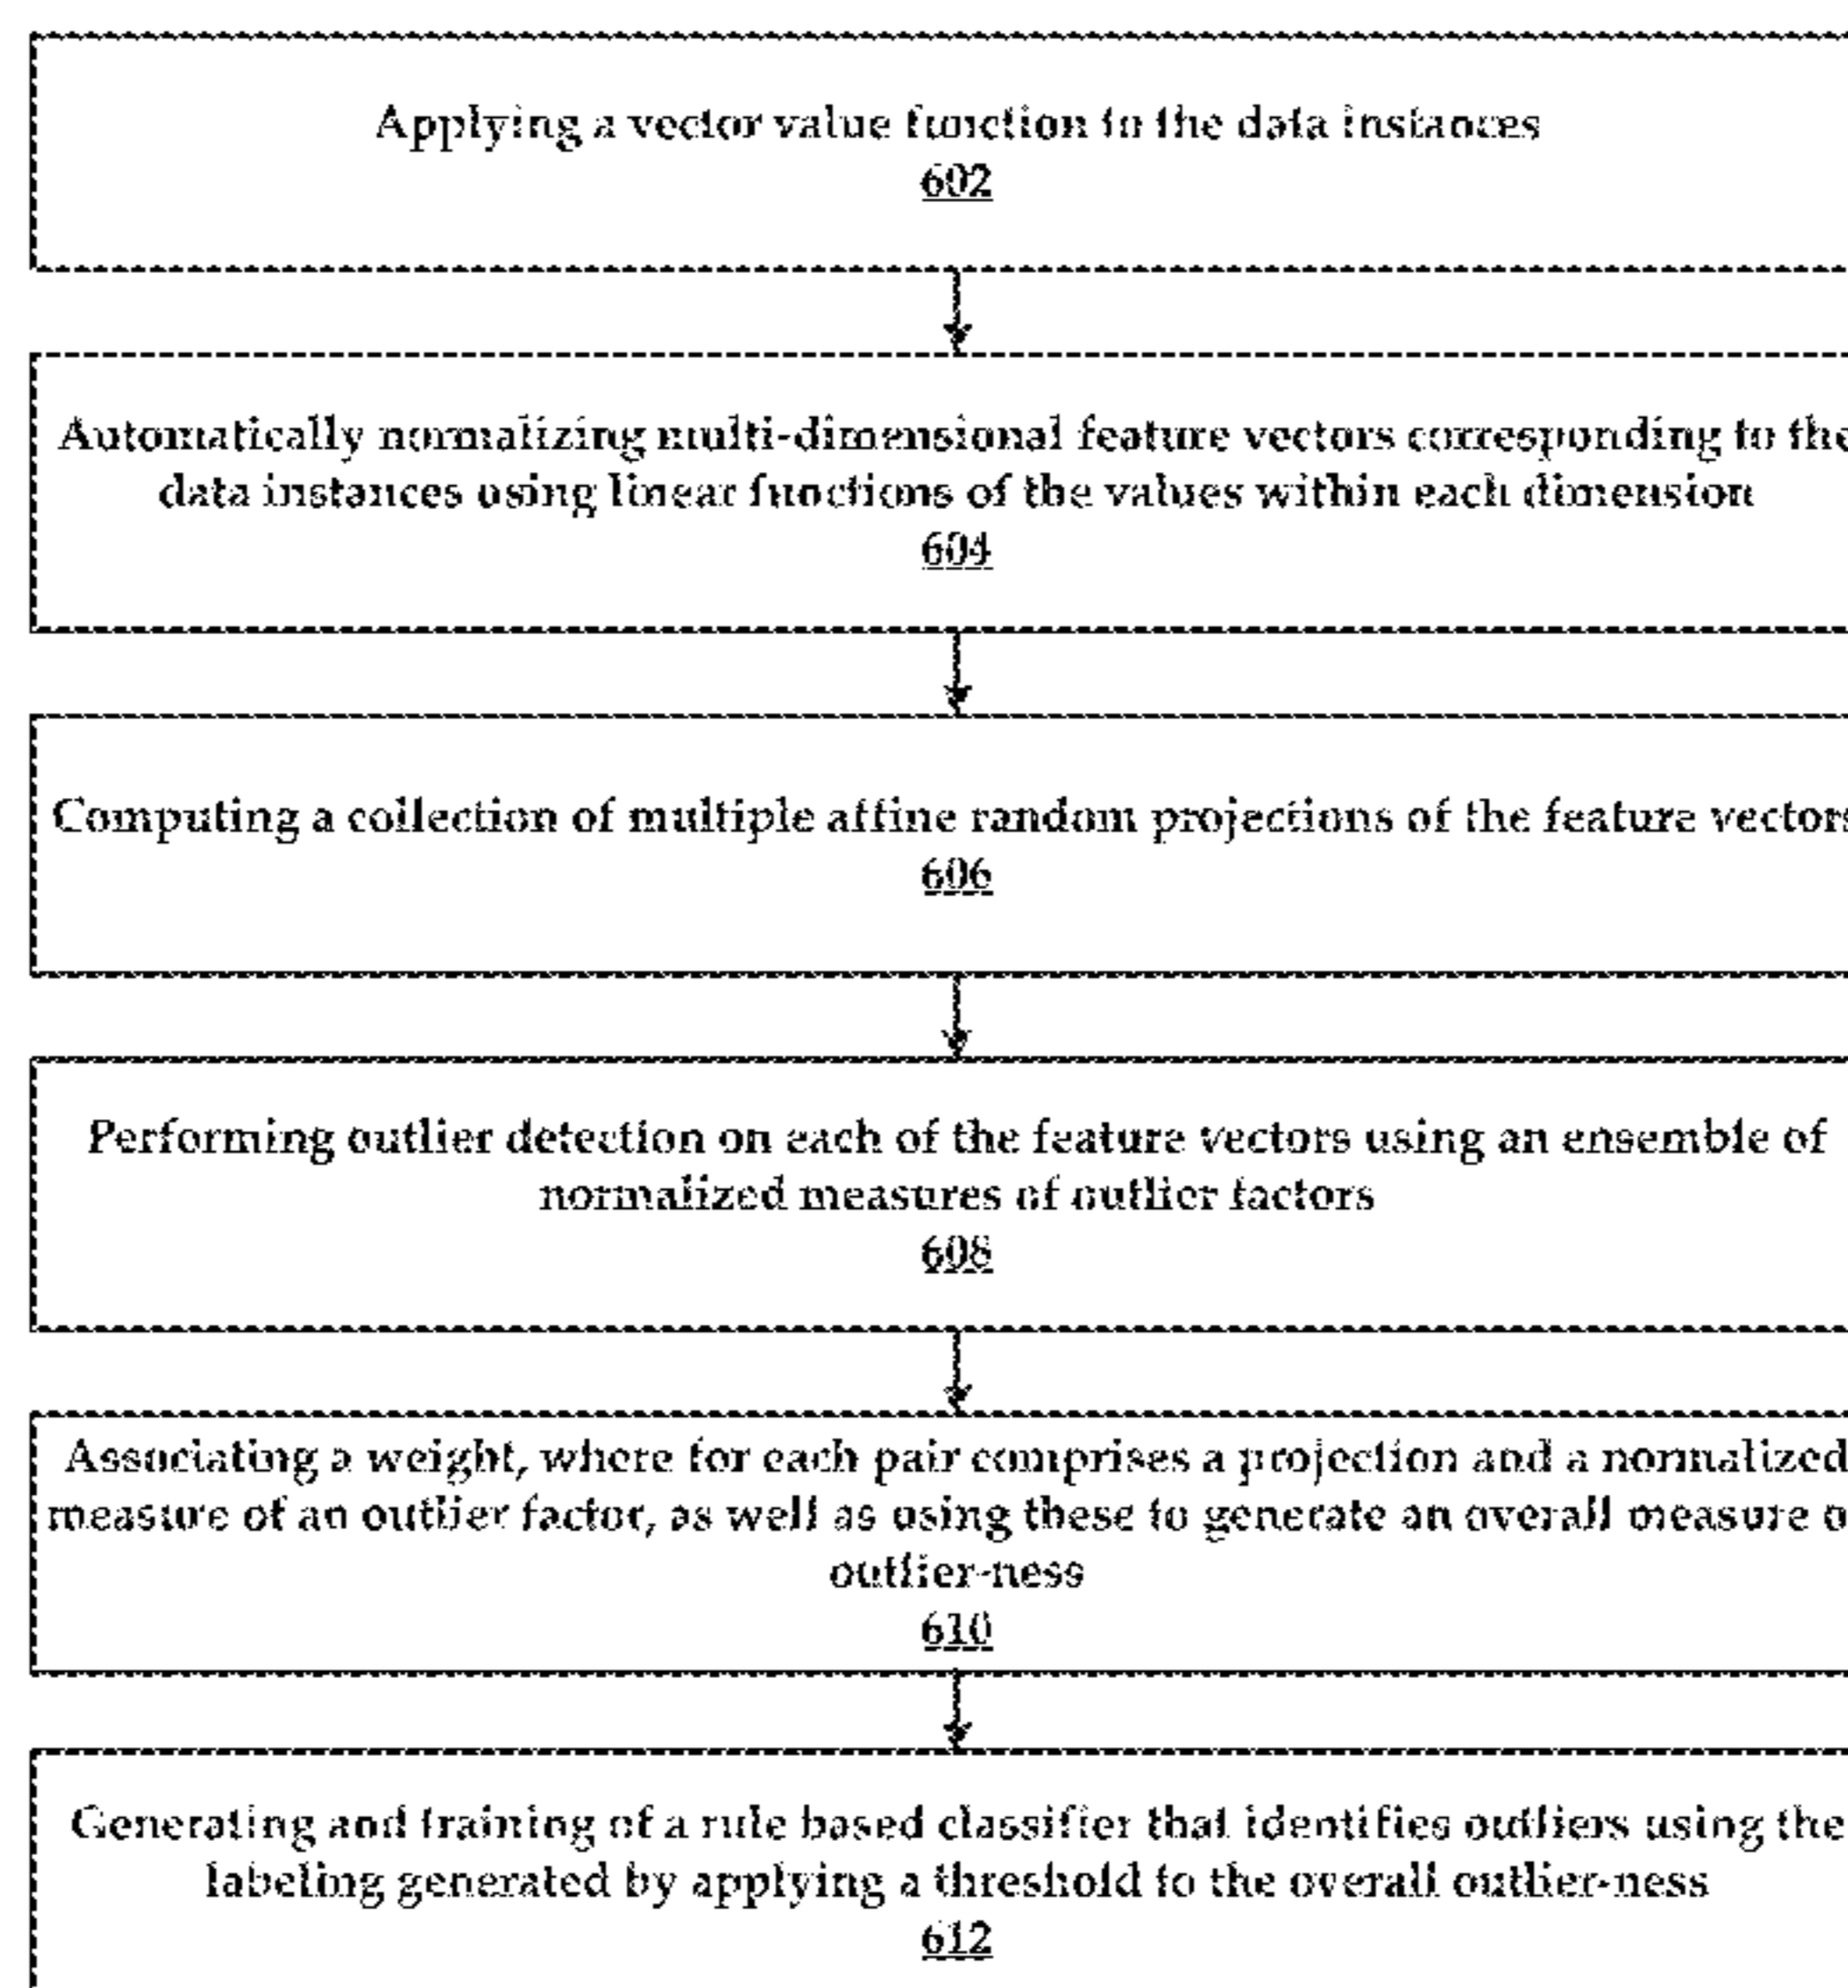 Applying a vector value function to the data instances
602
Automatically normalizing multi-dimensional feature vectors corresponding to the
data instances using linear functions of the values within each dimension
604
Computing a collection of multiple affine random projections of the feature vectors
606
Performing outlier detection on each of the feature vectors using an ensemble of
normalized measures of outlier factors
608
Associating a weight, where for each pair comprises a projection and a normalized
measure of an outlier factor, as well as using these to generate an overall measure o
outlier-ness
610
Generating and training of a rule based classifier that identifies outliers using the
labeling generated by applying a threshold to the overall outlier-ness
612